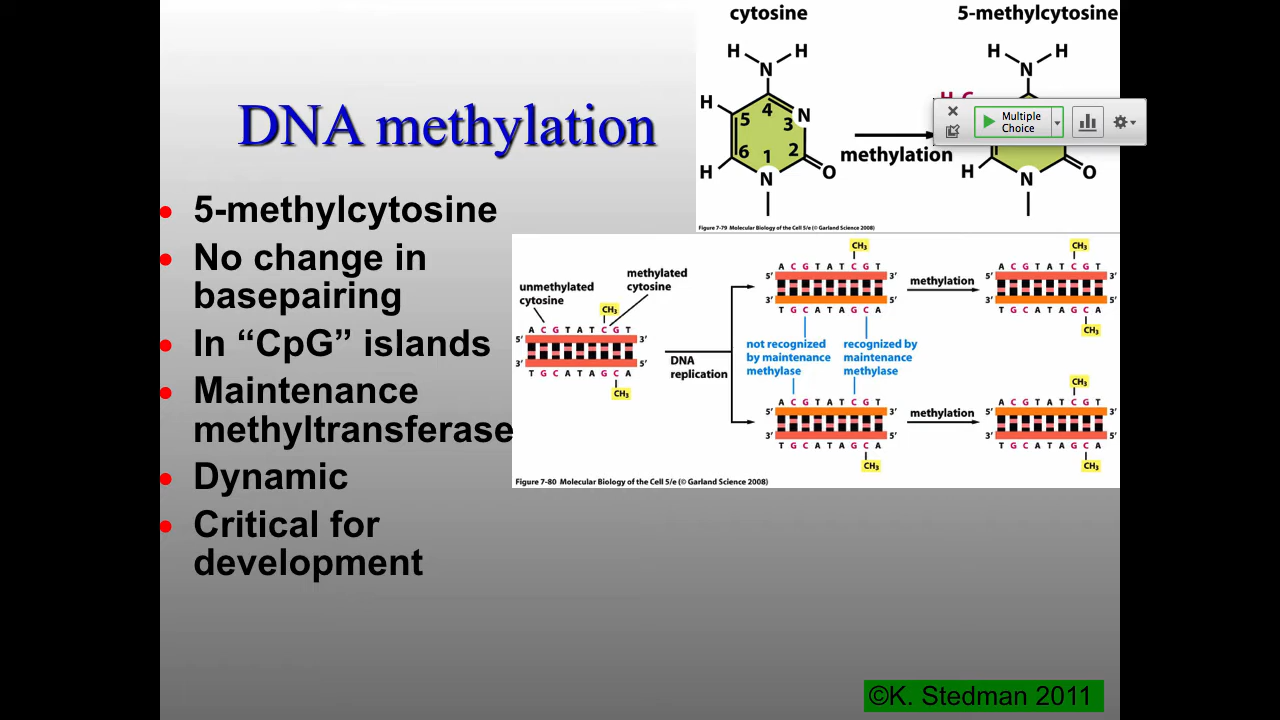 cytosine
5-methylcytosine
H H
H H
N
N
H
H₃C
4
5
3
N
Multiple
Choice
methylation
6
1
2
H
N
O
H
N
O
Figure 7-79 Molecular Biology of the Cell 5/e (© Garland Science 2008)
DNA methylation
• 5-methylcytosine
• No change in
basepairing
• In “CpG” islands
• Maintenance
methyltransferase
• Dynamic
• Critical for
development
unmethylated
cytosine
methylated
cytosine
CH₃
A C G T A T C G T
5′ 3′
3′ 5′
T G C A T A G C A
CH₃
DNA
replication
CH₃
A C G T A T C G T
5′ 3′
3′ 5′
T G C A T A G C A
methylation
CH₃
A C G T A T C G T
5′ 3′
3′ 5′
T G C A T A G C A
CH₃
not recognized
by maintenance
methylase
recognized by
maintenance
methylase
A C G T A T C G T
5′ 3′
3′ 5′
T G C A T A G C A
CH₃
methylation
CH₃
A C G T A T C G T
5′ 3′
3′ 5′
T G C A T A G C A
CH₃
Figure 7-80 Molecular Biology of the Cell 5/e (© Garland Science 2008)
©K. Stedman 2011